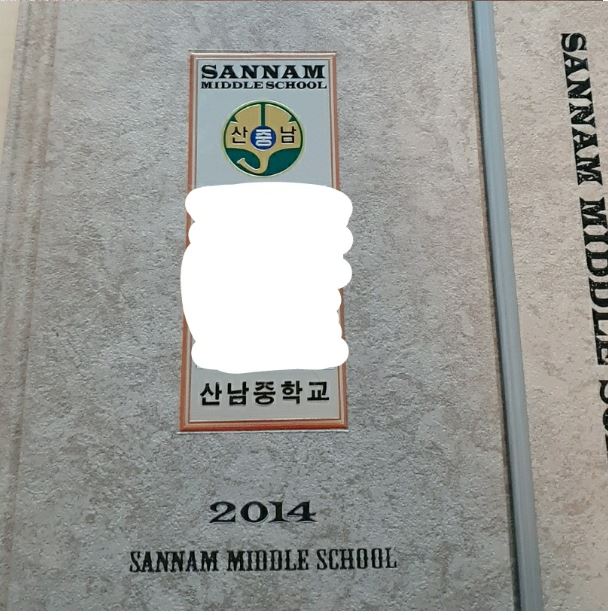 SANNAM
MIDDLE SCHOOL
산중남
산남중학교
2014
SANNAM MIDDLE SCHOOL
SANNAM MIDDLE